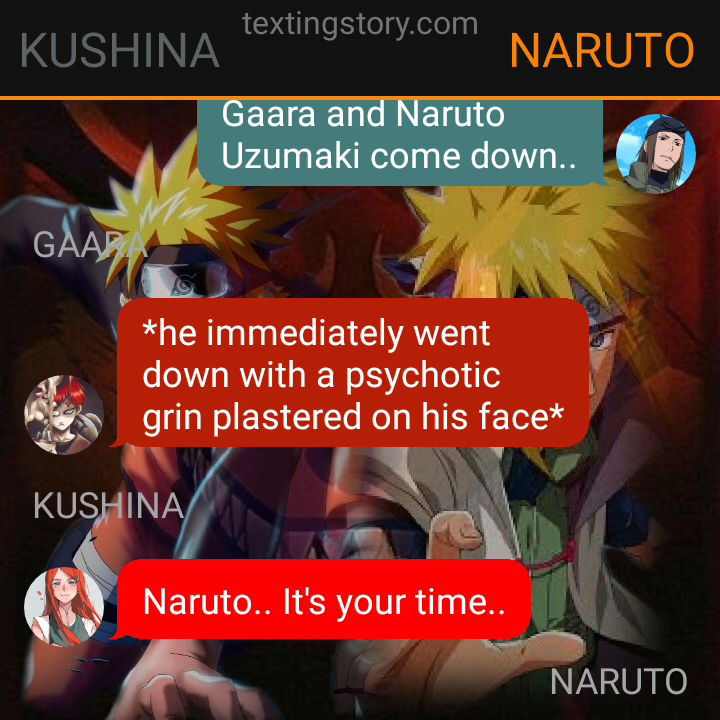 textingstory.com
KUSHINA
NARUTO
Gaara and Naruto
Uzumaki come down..
GAARA
*he immediately went
down with a psychotic
grin plastered on his face*
KUSHINA
Naruto.. It's your time..
NARUTO